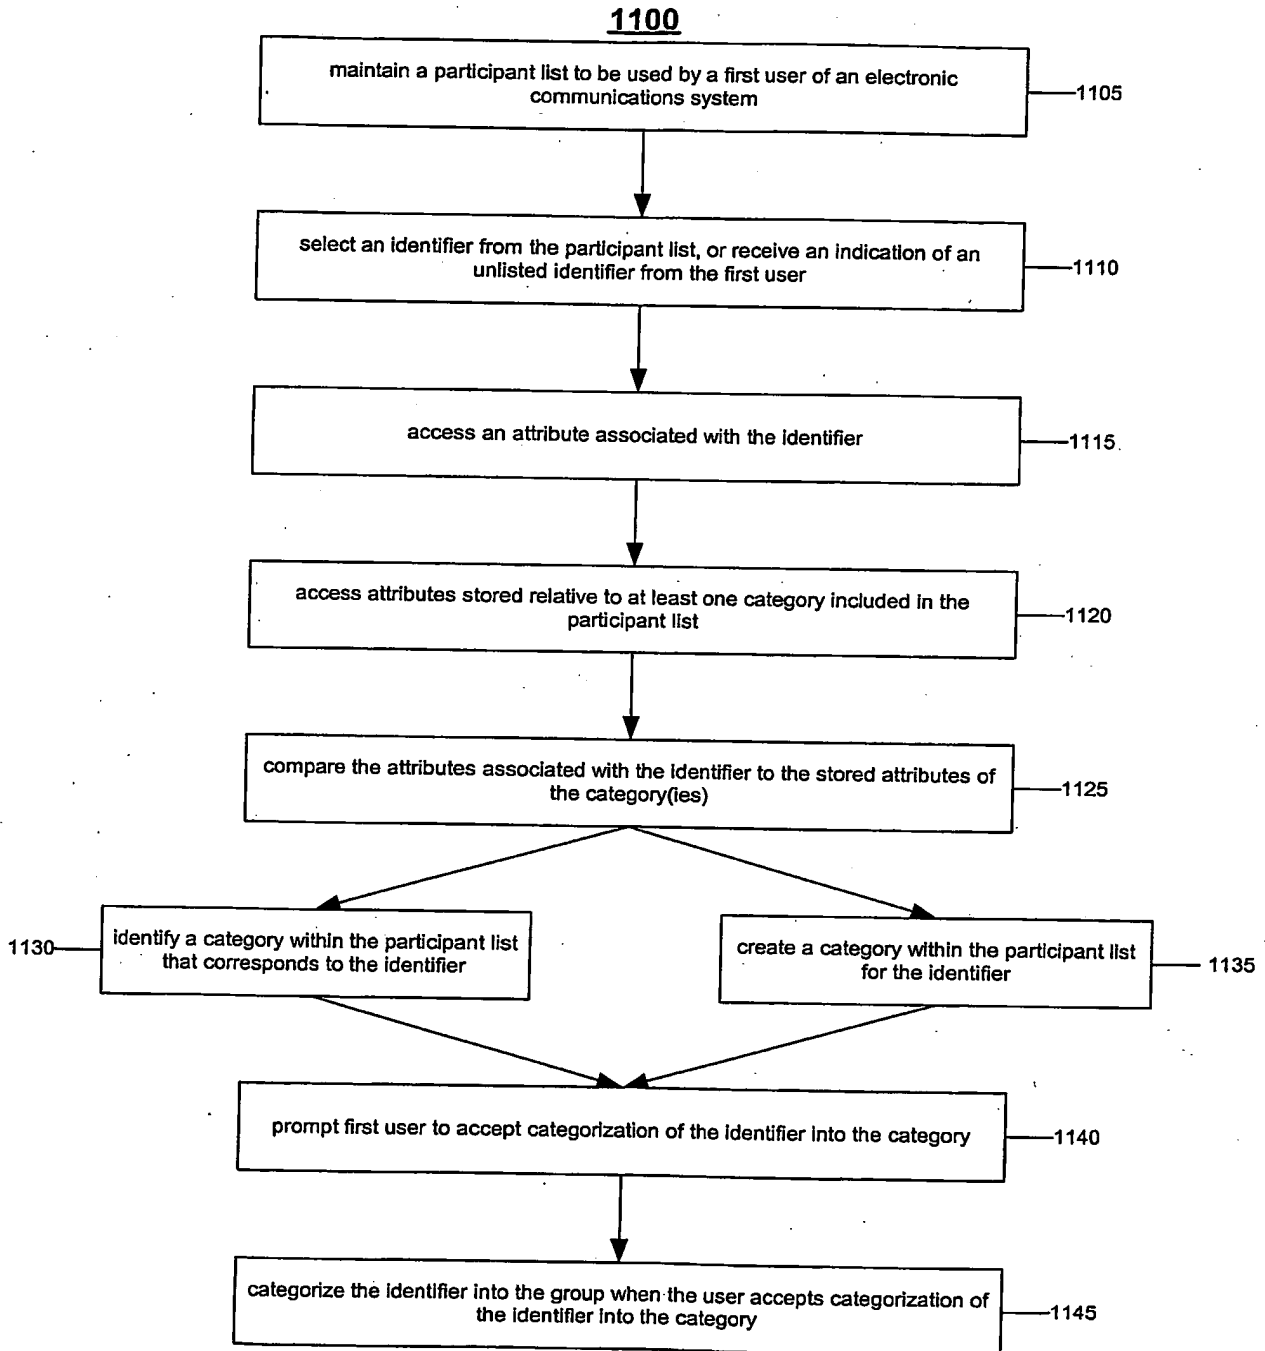 1100
maintain a participant list to be used by a first user of an electronic
communications system
1105
select an identifier from the participant list, or receive an indication of an
unlisted identifier from the first user
1110
access an attribute associated with the identifier
1115
access attributes stored relative to at least one category included in the
participant list
1120
compare the attributes associated with the identifier to the stored attributes of
the category(ies)
1125
1130
identify a category within the participant list
that corresponds to the identifier
create a category within the participant list
for the identifier
1135
prompt first user to accept categorization of the identifier into the category
1140
categorize the identifier into the group when the user accepts categorization of
the identifier into the category
1145